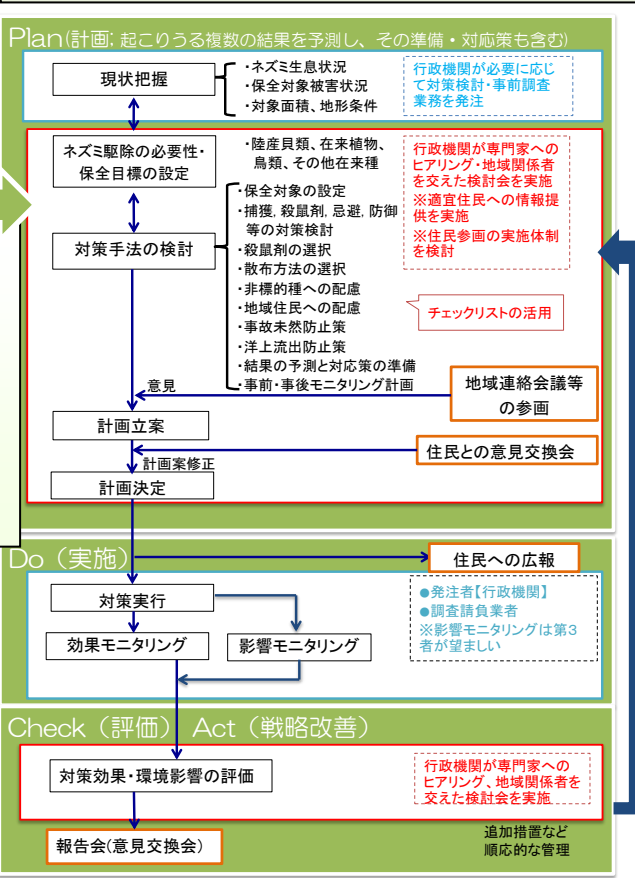 Plan(計画: 起こりうる複数の結果を予測し、その準備・対応策も含む)
現状把握
・ネズミ生息状況
・保全対象被害状況
・対象面積、地形条件
行政機関が必要に応じ
て対策検討・事前調査
業務を発注
ネズミ駆除の必要性・
保全目標の設定
・陸産貝類、在来植物、
鳥類、その他在来種
行政機関が専門家への
ヒアリング・地域関係者
を交えた検討会を実施
※適宜住民への情報提
供を実施
※住民参画の実施体制
を検討
対策手法の検討
・保全対象の設定
・捕獲, 殺鼠剤, 忌避, 防御
等の対策検討
・殺鼠剤の選択
・散布方法の選択
・非標的種への配慮
・地域住民への配慮
・事故未然防止策
・洋上流出防止策
・結果の予測と対応策の準備
・事前・事後モニタリング計画
チェックリストの活用
意見
地域連絡会議等
の参画
計画立案
住民との意見交換会
計画案修正
計画決定
Do（実施）
住民への広報
対策実行
●発注者【行政機関】
●調査請負業者
※影響モニタリングは第3
者が望ましい
効果モニタリング
影響モニタリング
Check（評価） Act（戦略改善）
対策効果・環境影響の評価
行政機関が専門家への
ヒアリング、地域関係者を
交えた検討会を実施
報告会(意見交換会)
追加措置など
順応的な管理